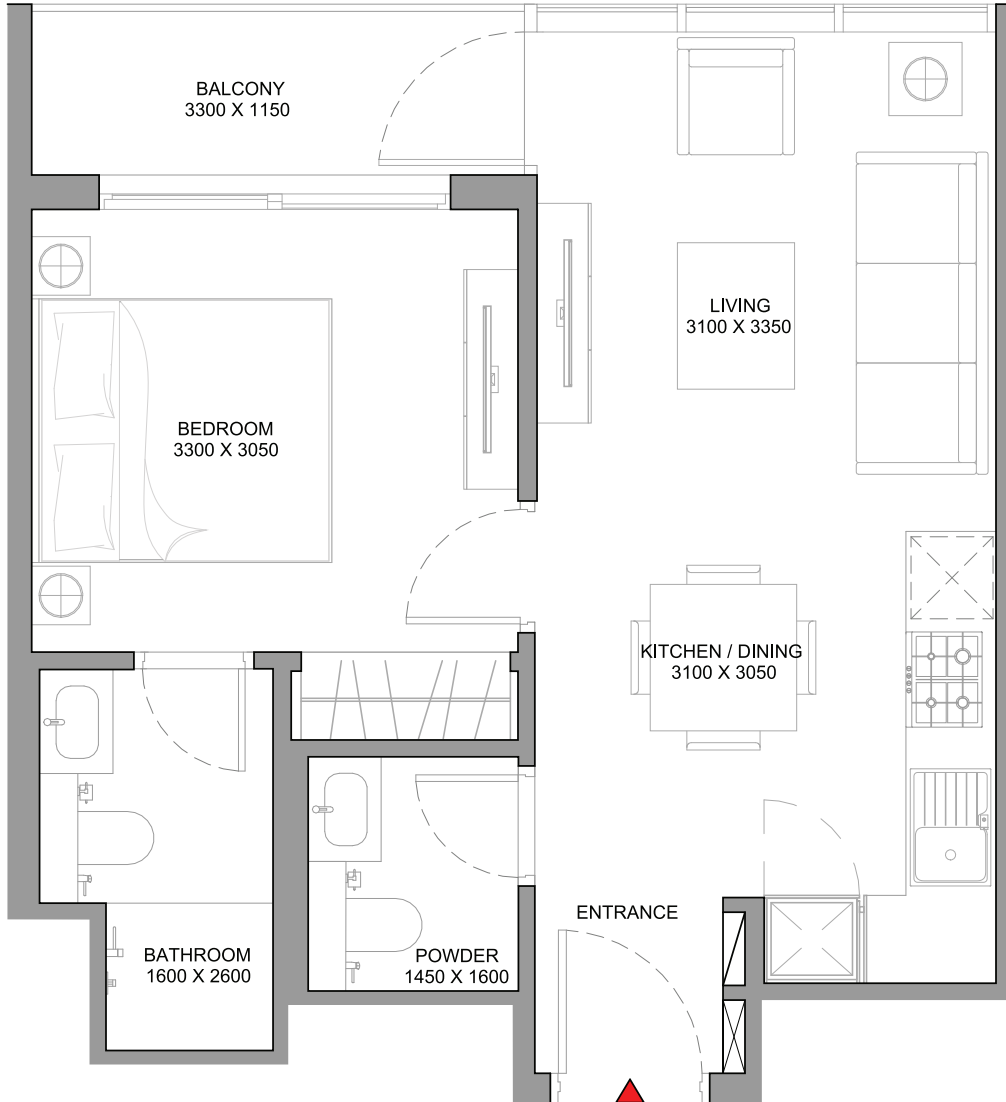 BALCONY
3300 X 1150
LIVING
3100 X 3350
BEDROOM
3300 X 3050
KITCHEN / DINING
3100 X 3050
ENTRANCE
BATHROOM
1600 X 2600
POWDER
1450 X 1600